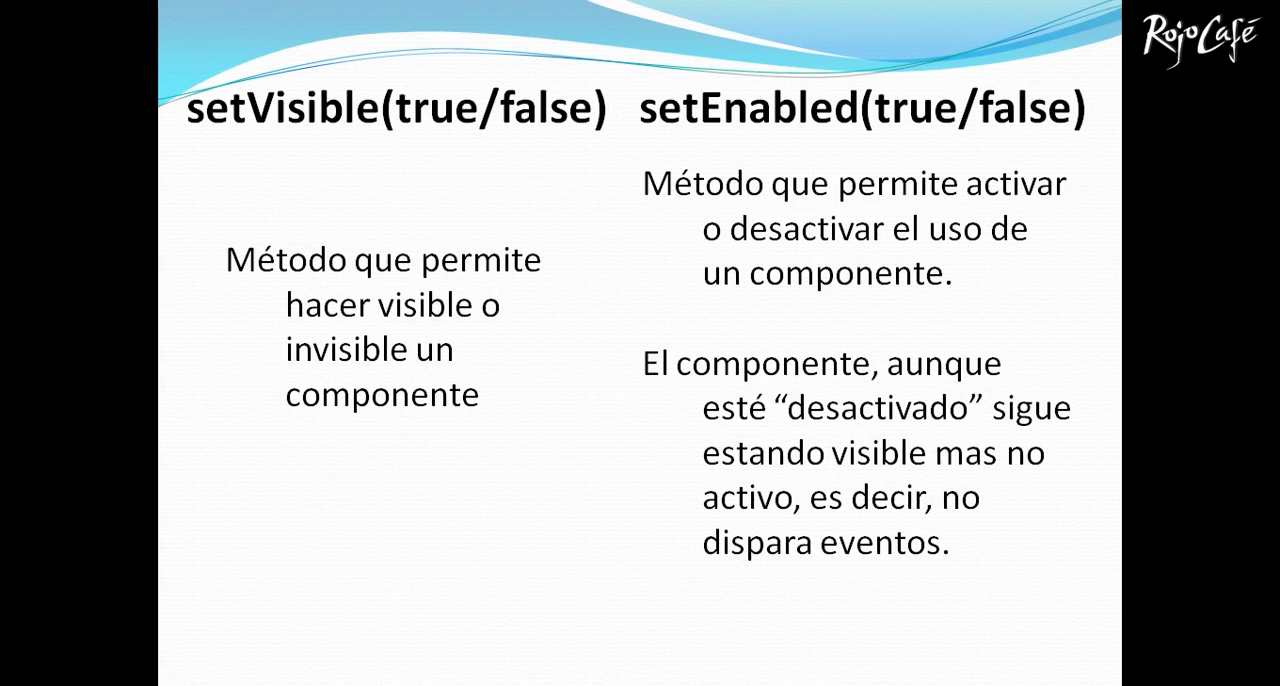 RojoCafé
setVisible(true/false)
Método que permite
hacer visible o
invisible un
componente
setEnabled(true/false)
Método que permite activar
o desactivar el uso de
un componente.
El componente, aunque
esté “desactivado” sigue
estando visible mas no
activo, es decir, no
dispara eventos.